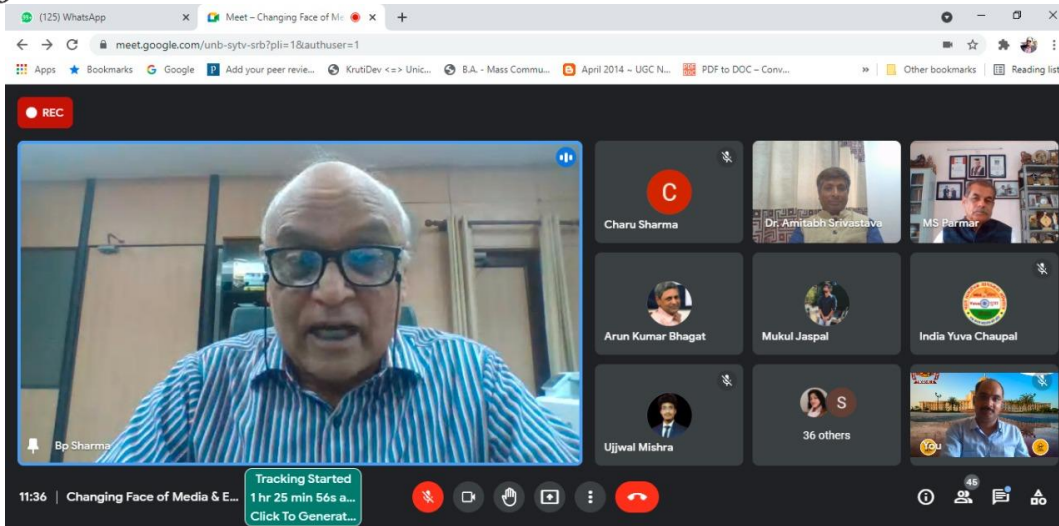 (125) WhatsApp
Meet – Changing Face of Me
meet.google.com/unb-sytv-srb?pli=1&authuser=1
Apps
Bookmarks
Google
Add your peer revie...
KrutiDev <=> Unic...
B.A. - Mass Commu...
April 2014 ~ UGC N...
PDF to DOC – Conv...
»
Other bookmarks
Reading list
REC
C
Charu Sharma
Dr. Amitabh Srivastava
MS Parmar
Arun Kumar Bhagat
Mukul Jaspal
India Yuva Chaupal
Bp Sharma
Ujjwal Mishra
S
36 others
You
11:36 | Changing Face of Media & E...
Tracking Started
1 hr 25 min 56s a...
Click To Generat...
46